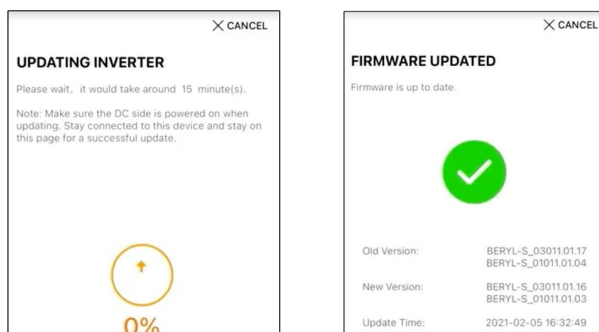 CANCEL
UPDATING INVERTER
Please wait, it would take around 15 minute(s).
Note: Make sure the DC side is powered on when
updating. Stay connected to this device and stay on
this page for a successful update.
0%
CANCEL
FIRMWARE UPDATED
Firmware is up to date.
Old Version: BERYL-S_03011.01.17
BERYL-S_01011.01.04
New Version: BERYL-S_03011.01.16
BERYL-S_01011.01.03
Update Time: 2021-02-05 16:32:49